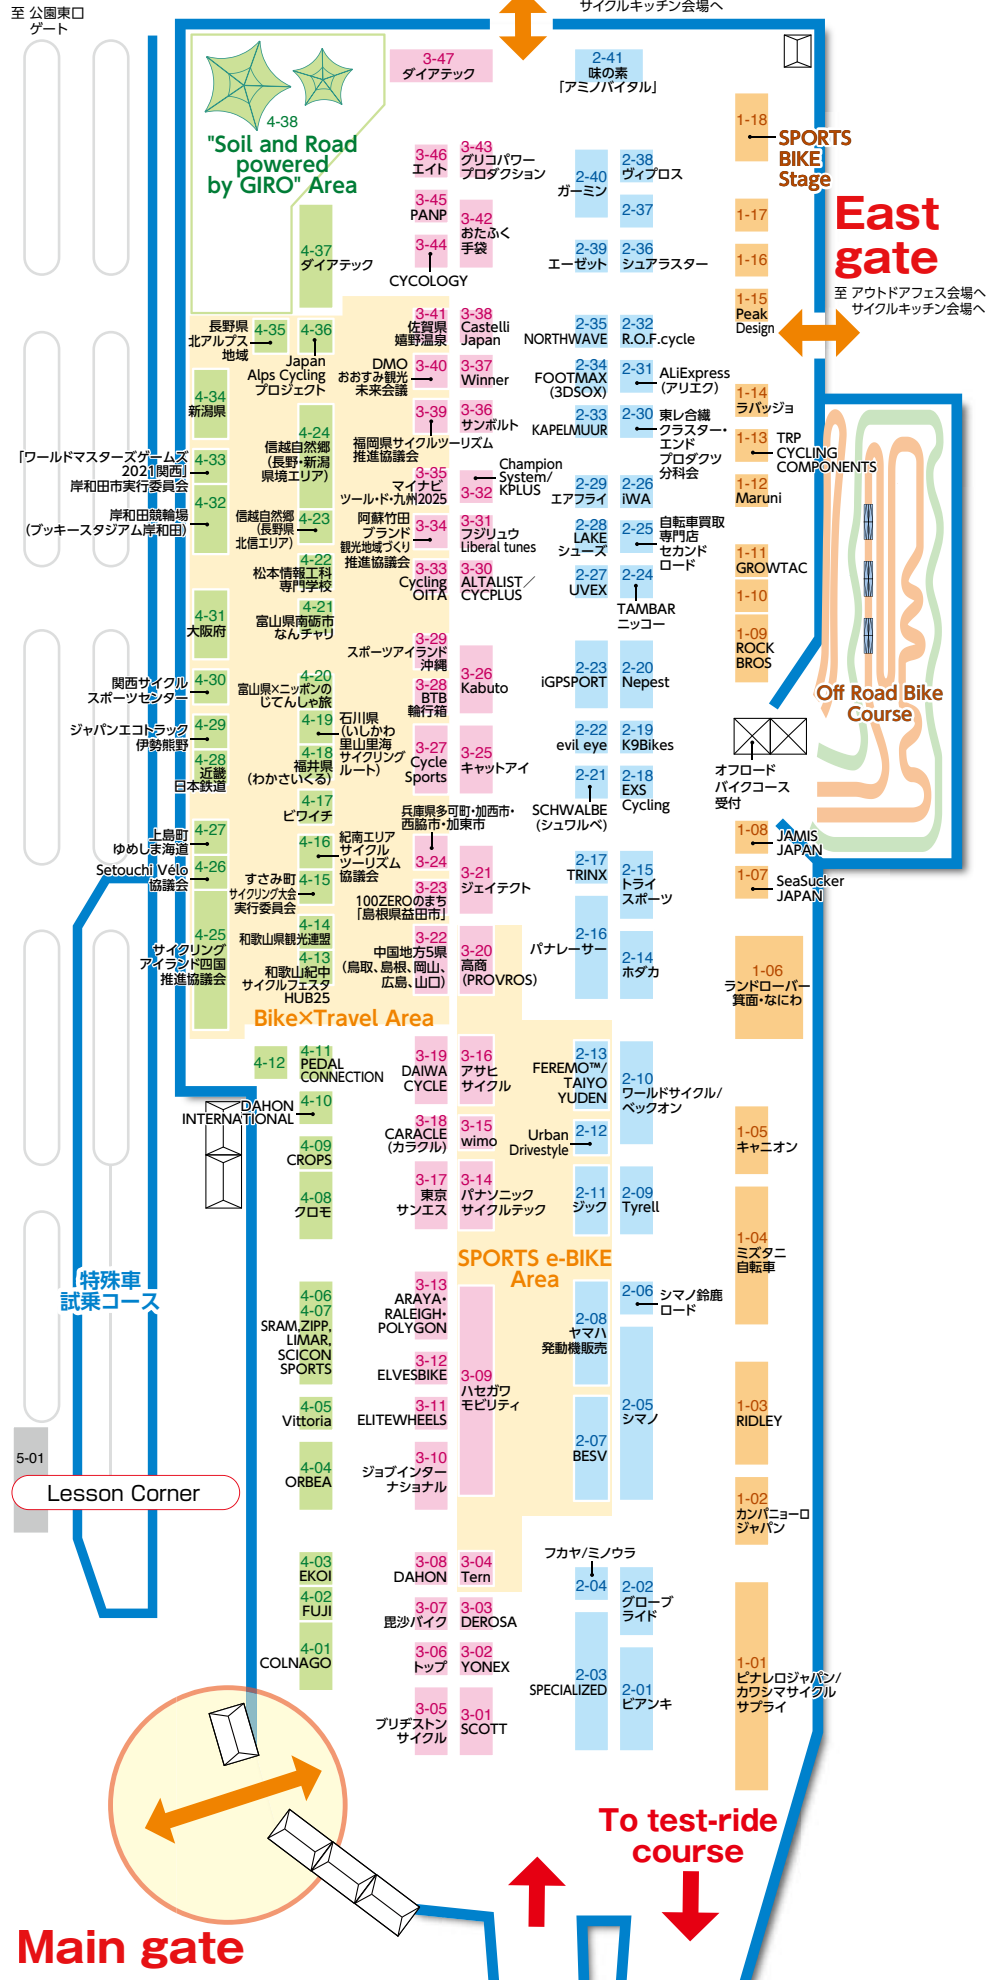 至 公園東口
ゲート
サイクルキッチン会場へ
3-47
ダイアテック
2-41
味の素
「アミノバイタル」
4-38
"Soil and Road
powered
by GIRO" Area
4-37
ダイアテック
3-46
エイト
3-43
グリコパワー
プロダクション
3-45
PANP
3-42
おたふく
手袋
3-44
CYCOLOGY
2-40
ガーミン
2-38
ヴィプロス
2-37
2-39
エーゼット
2-36
シュアラスター
1-18
SPORTS
BIKE
Stage
1-17
1-16
East
gate
至 アウトドアフェス会場へ
サイクルキッチン会場へ
1-15
Peak
Design
長野県
北アルプス
地域
4-35
4-36
Japan
Alps Cycling
プロジェクト
3-41
佐賀県
嬉野温泉
3-38
Castelli
Japan
2-35
NORTHWAVE
2-32
R.O.F.cycle
DMO
おおすみ観光
未来会議
3-40
3-37
Winner
2-34
FOOTMAX
(3DSOX)
2-31
ALiExpress
(アリエク)
4-34
新潟県
4-24
信越自然郷
(長野・新潟
県境エリア)
3-39
福岡県サイクルツーリズム
推進協議会
3-36
サンボルト
2-33
KAPELMUUR
2-30
東レ合繊
クラスター・
エンド
プロダクツ
分科会
1-14
ラバッジョ
1-13
TRP
CYCLING
COMPONENTS
「ワールドマスターズゲームズ
2021関西」
岸和田市実行委員会
4-33
3-35
マイナビ
ツール・ド・九州2025
Champion
System/
KPLUS
3-32
2-29
エアフライ
2-26
iWA
1-12
Maruni
岸和田競輪場
(ブッキースタジアム岸和田)
4-32
信越自然郷
(長野県
北信エリア)
4-23
阿蘇竹田
ブランド
観光地域づくり
推進協議会
3-34
3-31
フジリュウ
Liberal tunes
2-28
LAKE
シューズ
2-25
自転車買取
専門店
セカンド
ロード
4-22
松本情報工科
専門学校
3-33
Cycling
OITA
3-30
ALTALIST/
CYCPLUS
2-27
UVEX
2-24
TAMBAR
ニッコー
1-11
GROWTAC
1-10
4-31
大阪府
4-21
富山県南砺市
なんチャリ
1-09
ROCK
BROS
3-29
スポーツアイランド
沖縄
3-26
Kabuto
2-23
iGPSPORT
2-20
Nepest
関西サイクル
スポーツセンター
4-30
4-20
富山県×ニッポンの
じてんしゃ旅
3-28
BTB
輪行箱
Off Road Bike
Course
ジャパンエコトラック
伊勢熊野
4-29
4-19
石川県
(いしかわ
里山里海
サイクリング
ルート)
3-27
Cycle
Sports
3-25
キャットアイ
2-22
evil eye
2-19
K9Bikes
4-28
近畿
日本鉄道
4-18
福井県
(わかさいくる)
2-21
SCHWALBE
(シュワルベ)
2-18
EXS
Cycling
オフロード
バイクコース
受付
4-17
ビワイチ
兵庫県多可町・加西市・
西脇市・加東市
3-24
上島町
ゆめしま海道
4-27
4-16
紀南エリア
サイクル
ツーリズム
協議会
1-08
JAMIS
JAPAN
Setouchi Vélo
協議会
4-26
すさみ町
サイクリング大会
実行委員会
4-15
3-23
100ZEROのまち
「島根県益田市」
3-21
ジェイテクト
2-17
TRINX
2-15
トライ
スポーツ
1-07
SeaSucker
JAPAN
4-25
サイクリング
アイランド四国
推進協議会
4-14
和歌山県観光連盟
4-13
和歌山紀中
サイクルフェスタ
HUB25
3-22
中国地方5県
(鳥取、島根、岡山、
広島、山口)
3-20
高商
(PROVROS)
2-16
パナレーサー
2-14
ホダカ
1-06
ランドローバー
箕面・なにわ
Bike×Travel Area
4-12
4-11
PEDAL
CONNECTION
3-19
DAIWA
CYCLE
3-16
アサヒ
サイクル
2-13
FEREMO™/
TAIYO
YUDEN
2-10
ワールドサイクル/
ベックオン
DAHON
INTERNATIONAL
4-10
3-18
CARACLE
(カラクル)
3-15
wimo
Urban
Drivestyle
2-12
1-05
キャニオン
4-09
CROPS
4-08
クロモ
3-17
東京
サンエス
3-14
パナソニック
サイクルテック
2-11
ジック
2-09
Tyrell
1-04
ミズタニ
自転車
SPORTS e-BIKE
Area
特殊車
試乗コース
4-06
4-07
SRAM,ZIPP,
LIMAR,
SCICON
SPORTS
3-13
ARAYA・
RALEIGH・
POLYGON
2-08
ヤマハ
発動機販売
2-06
シマノ鈴鹿
ロード
3-12
ELVESBIKE
3-09
ハセガワ
モビリティ
4-05
Vittoria
3-11
ELITEWHEELS
2-05
シマノ
1-03
RIDLEY
5-01
Lesson Corner
4-04
ORBEA
3-10
ジョブインター
ナショナル
2-07
BESV
1-02
カンパニョーロ
ジャパン
4-03
EKOI
3-08
DAHON
3-04
Tern
フカヤ/ミノウラ
2-04
2-02
グローブ
ライド
4-02
FUJI
3-07
毘沙バイク
3-03
DEROSA
4-01
COLNAGO
3-06
トップ
3-02
YONEX
2-03
SPECIALIZED
2-01
ビアンキ
1-01
ピナレロジャパン/
カワシマサイクル
サプライ
3-05
ブリヂストン
サイクル
3-01
SCOTT
To test-ride
course
Main gate